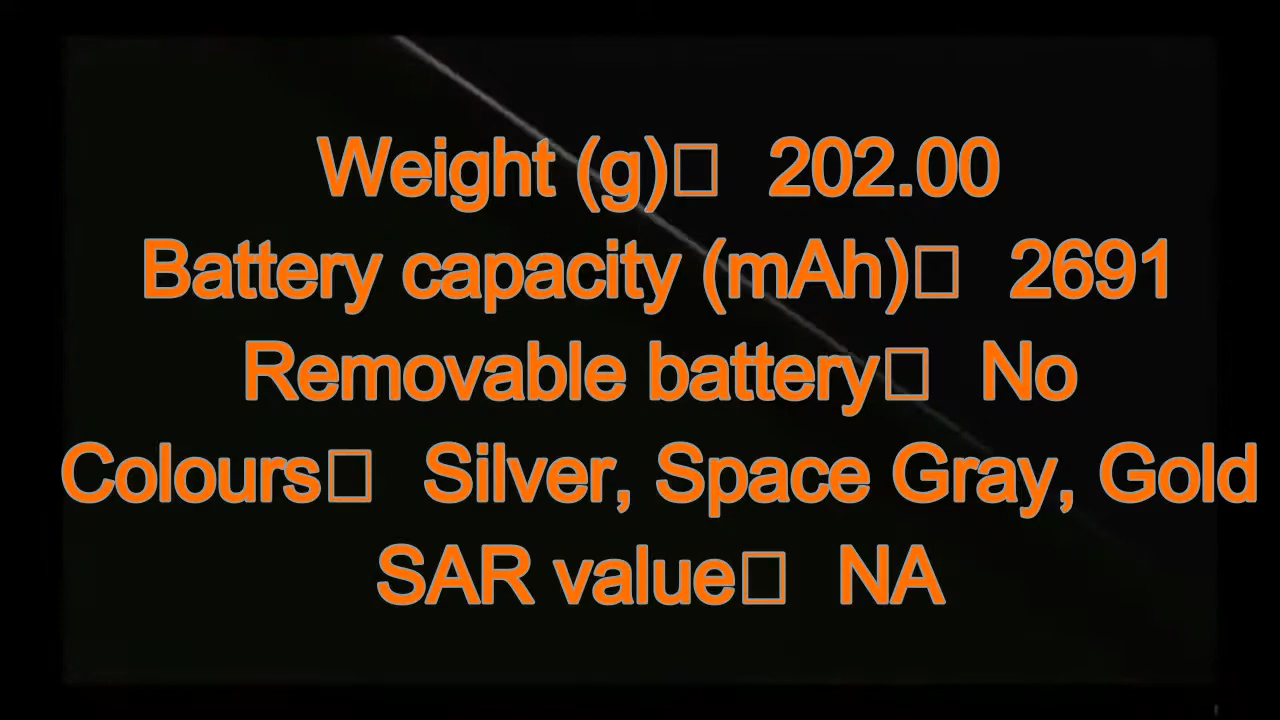 Weight (g)□ 202.00
Battery capacity (mAh)□ 2691
Removable battery□ No
Colours□ Silver, Space Gray, Gold
SAR value□ NA